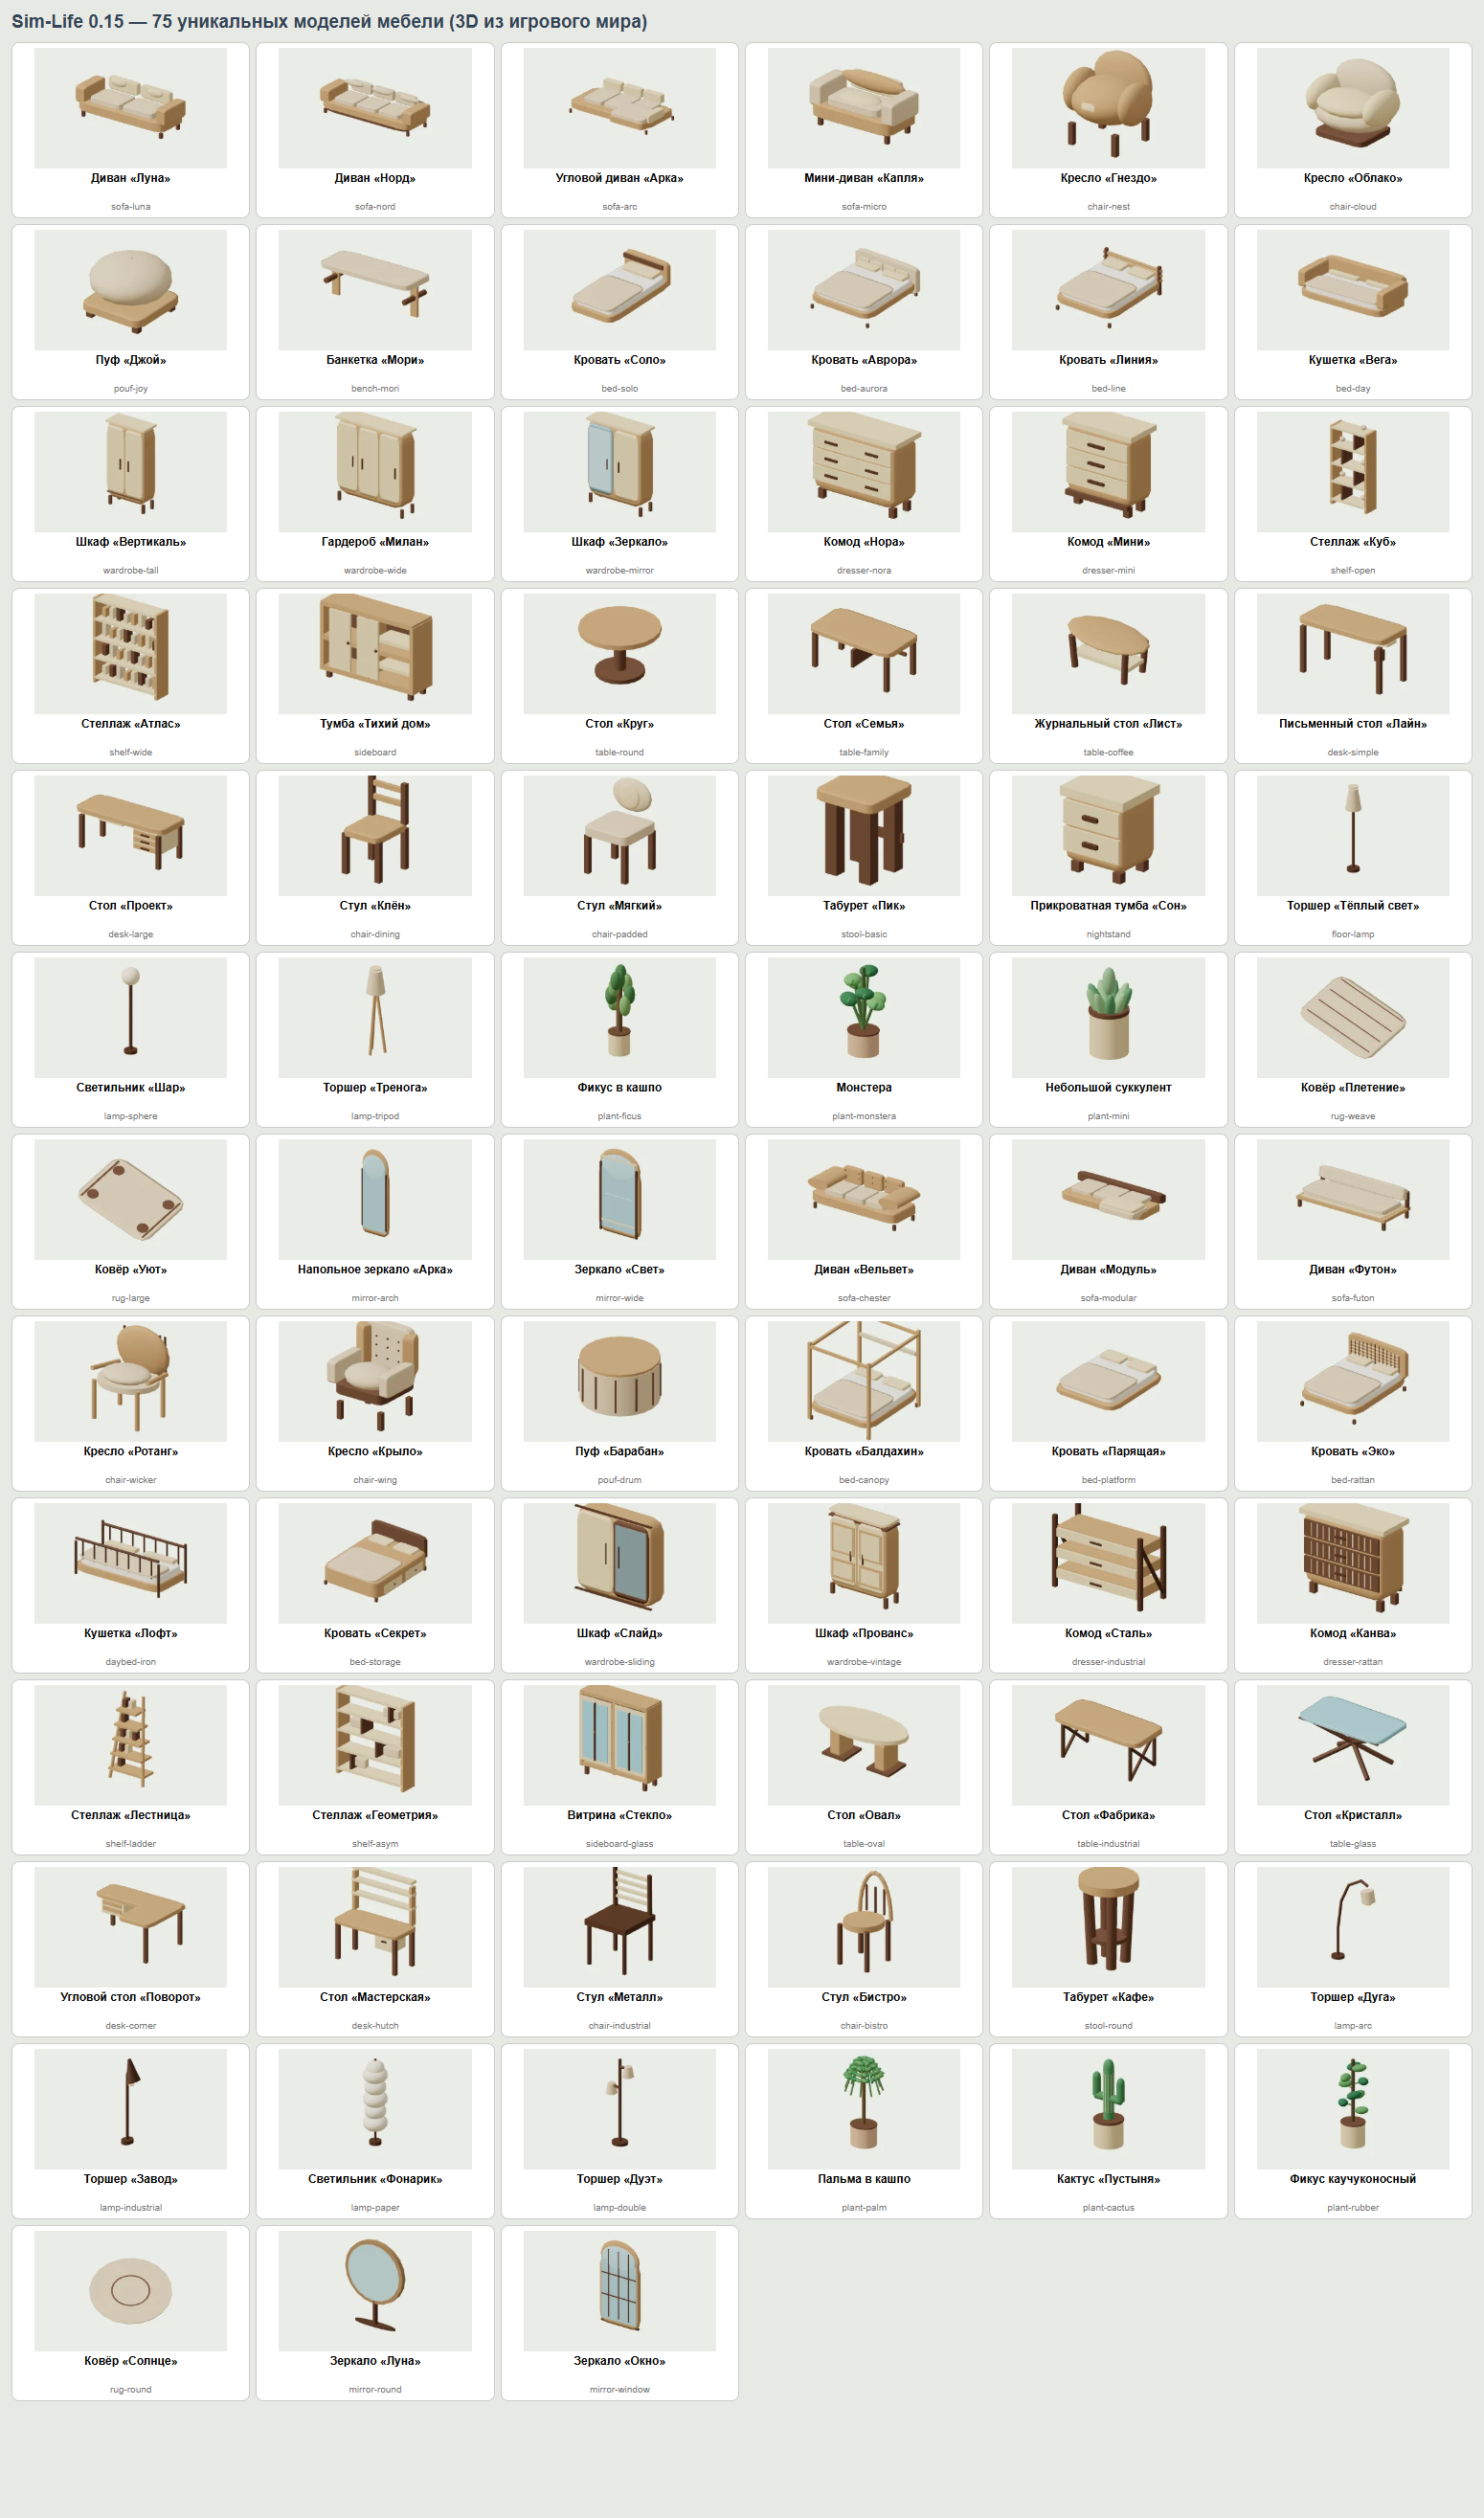 Sim-Life 0.15 — 75 уникальных моделей мебели (3D из игрового мира)
Диван «Луна»
sofa-luna
Диван «Норд»
sofa-nord
Угловой диван «Арка»
sofa-arc
Мини-диван «Капля»
sofa-micro
Кресло «Гнездо»
chair-nest
Кресло «Облако»
chair-cloud
Пуф «Джой»
pouf-joy
Банкетка «Мори»
bench-mori
Кровать «Соло»
bed-solo
Кровать «Аврора»
bed-aurora
Кровать «Линия»
bed-line
Кушетка «Вега»
bed-day
Шкаф «Вертикаль»
wardrobe-tall
Гардероб «Милан»
wardrobe-wide
Шкаф «Зеркало»
wardrobe-mirror
Комод «Нора»
dresser-nora
Комод «Мини»
dresser-mini
Стеллаж «Куб»
shelf-open
Стеллаж «Атлас»
shelf-wide
Тумба «Тихий дом»
sideboard
Стол «Круг»
table-round
Стол «Семья»
table-family
Журнальный стол «Лист»
table-coffee
Письменный стол «Лайн»
desk-simple
Стол «Проект»
desk-large
Стул «Клён»
chair-dining
Стул «Мягкий»
chair-padded
Табурет «Пик»
stool-basic
Прикроватная тумба «Сон»
nightstand
Торшер «Тёплый свет»
floor-lamp
Светильник «Шар»
lamp-sphere
Торшер «Тренога»
lamp-tripod
Фикус в кашпо
plant-ficus
Монстера
plant-monstera
Небольшой суккулент
plant-mini
Ковёр «Плетение»
rug-weave
Ковёр «Уют»
rug-large
Напольное зеркало «Арка»
mirror-arch
Зеркало «Свет»
mirror-wide
Диван «Вельвет»
sofa-chester
Диван «Модуль»
sofa-modular
Диван «Футон»
sofa-futon
Кресло «Ротанг»
chair-wicker
Кресло «Крыло»
chair-wing
Пуф «Барабан»
pouf-drum
Кровать «Балдахин»
bed-canopy
Кровать «Парящая»
bed-platform
Кровать «Эко»
bed-rattan
Кушетка «Лофт»
daybed-iron
Кровать «Секрет»
bed-storage
Шкаф «Слайд»
wardrobe-sliding
Шкаф «Прованс»
wardrobe-vintage
Комод «Сталь»
dresser-industrial
Комод «Канва»
dresser-rattan
Стеллаж «Лестница»
shelf-ladder
Стеллаж «Геометрия»
shelf-asym
Витрина «Стекло»
sideboard-glass
Стол «Овал»
table-oval
Стол «Фабрика»
table-industrial
Стол «Кристалл»
table-glass
Угловой стол «Поворот»
desk-corner
Стол «Мастерская»
desk-hutch
Стул «Металл»
chair-industrial
Стул «Бистро»
chair-bistro
Табурет «Кафе»
stool-round
Торшер «Дуга»
lamp-arc
Торшер «Завод»
lamp-industrial
Светильник «Фонарик»
lamp-paper
Торшер «Дуэт»
lamp-double
Пальма в кашпо
plant-palm
Кактус «Пустыня»
plant-cactus
Фикус каучуконосный
plant-rubber
Ковёр «Солнце»
rug-round
Зеркало «Луна»
mirror-round
Зеркало «Окно»
mirror-window